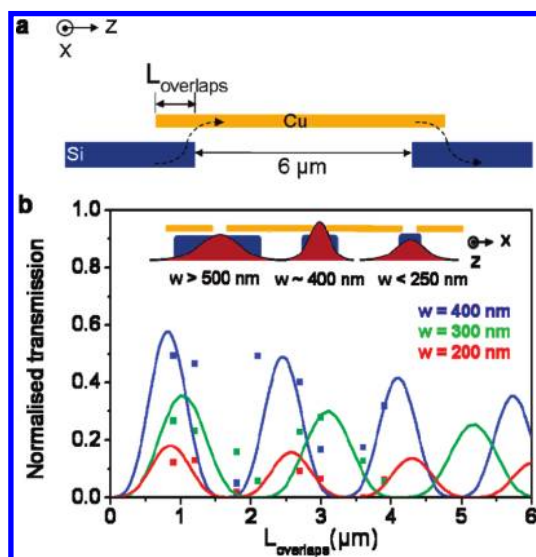 a
Z
X
L overlaps
Cu
Si
6 µm
b
Normalised transmission
1.0
0.8
0.6
0.4
0.2
0.0
w > 500 nm
w ~ 400 nm
w < 250 nm
X
Z
w = 400 nm
w = 300 nm
w = 200 nm
0 1 2 3 4 5 6
L overlaps (µm)